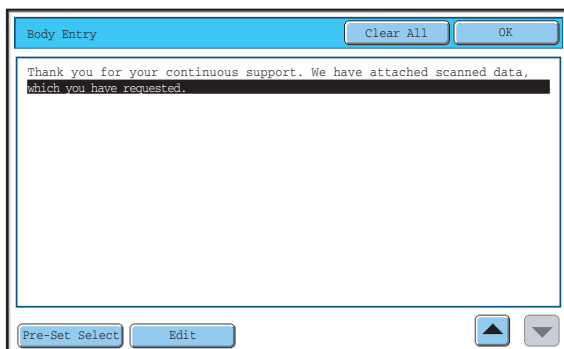 Body Entry
Clear All
OK
Thank you for your continuous support. We have attached scanned data,
which you have requested.
Pre-Set Select
Edit